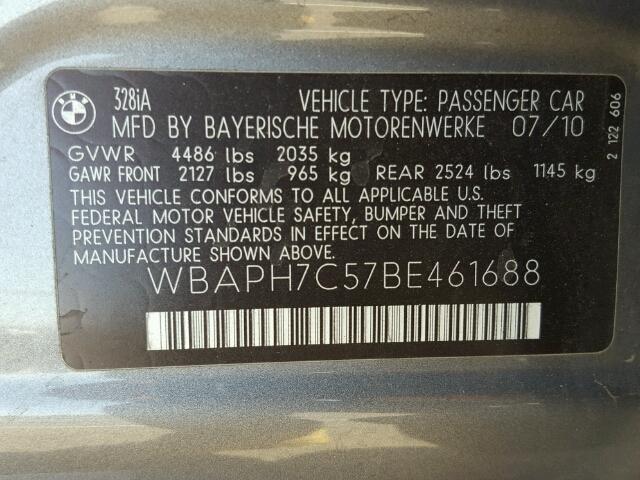 BMW
328iA VEHICLE TYPE: PASSENGER CAR
MFD BY BAYERISCHE MOTORENWERKE 07/10
GVWR 4486 lbs 2035 kg
GAWR FRONT 2127 lbs 965 kg REAR 2524 lbs 1145 kg
THIS VEHICLE CONFORMS TO ALL APPLICABLE U.S.
FEDERAL MOTOR VEHICLE SAFETY, BUMPER AND THEFT
PREVENTION STANDARDS IN EFFECT ON THE
DATE OF MANUFACTURE SHOWN ABOVE.
WBAPH7C57BE461688
2 122 606